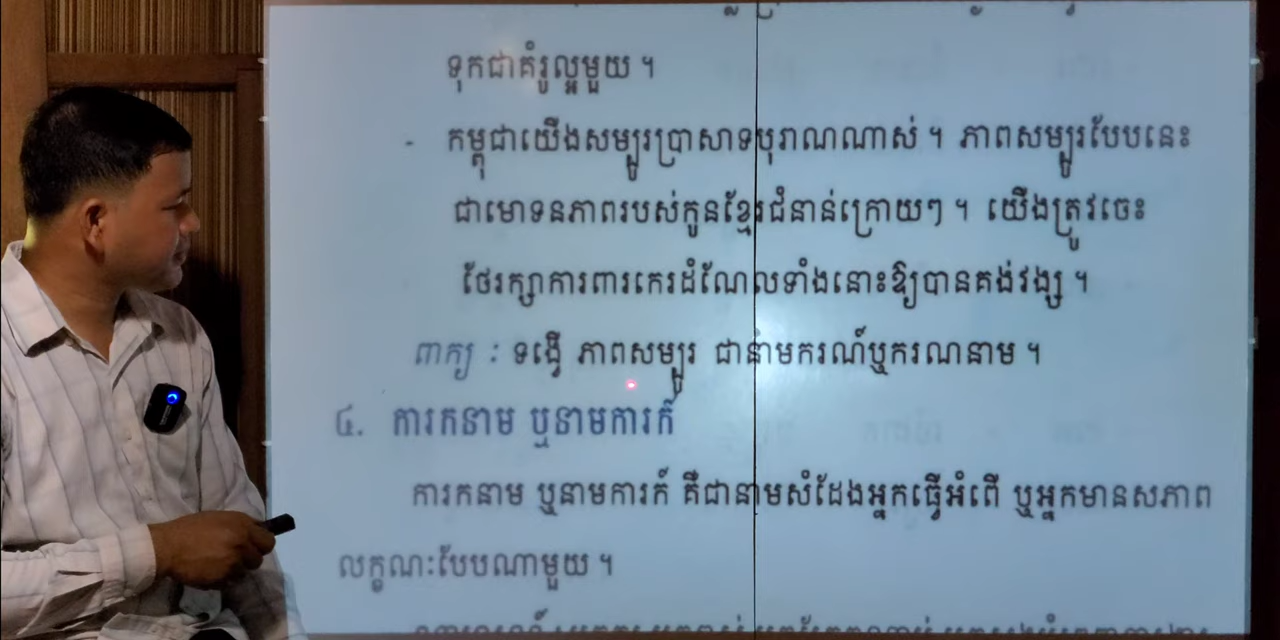 ទុកជាគំរូល្អមួយ ។
- កម្ពុជាយើងសម្បូរប្រាសាទបុរាណណាស់ ។ ភាពសម្បូរបែបនេះ
ជាមោទនភាពរបស់កូនខ្មែរជំនាន់ក្រោយៗ ។ យើងត្រូវចេះ
ថែរក្សាការពារកេរដំណែលទាំងនោះឱ្យបានគង់វង្ស ។
ពាក្យ : ទង្វើ ភាពសម្បូរ ជានាមករណ៍ឬករណនាម ។
៤. ការកនាម ឬនាមការក៍
ការកនាម ឬនាមការក៍ គឺជានាមសំដែងអ្នកធ្វើអំពើ ឬអ្នកមានសភាព
លក្ខណៈបែបណាមួយ ។